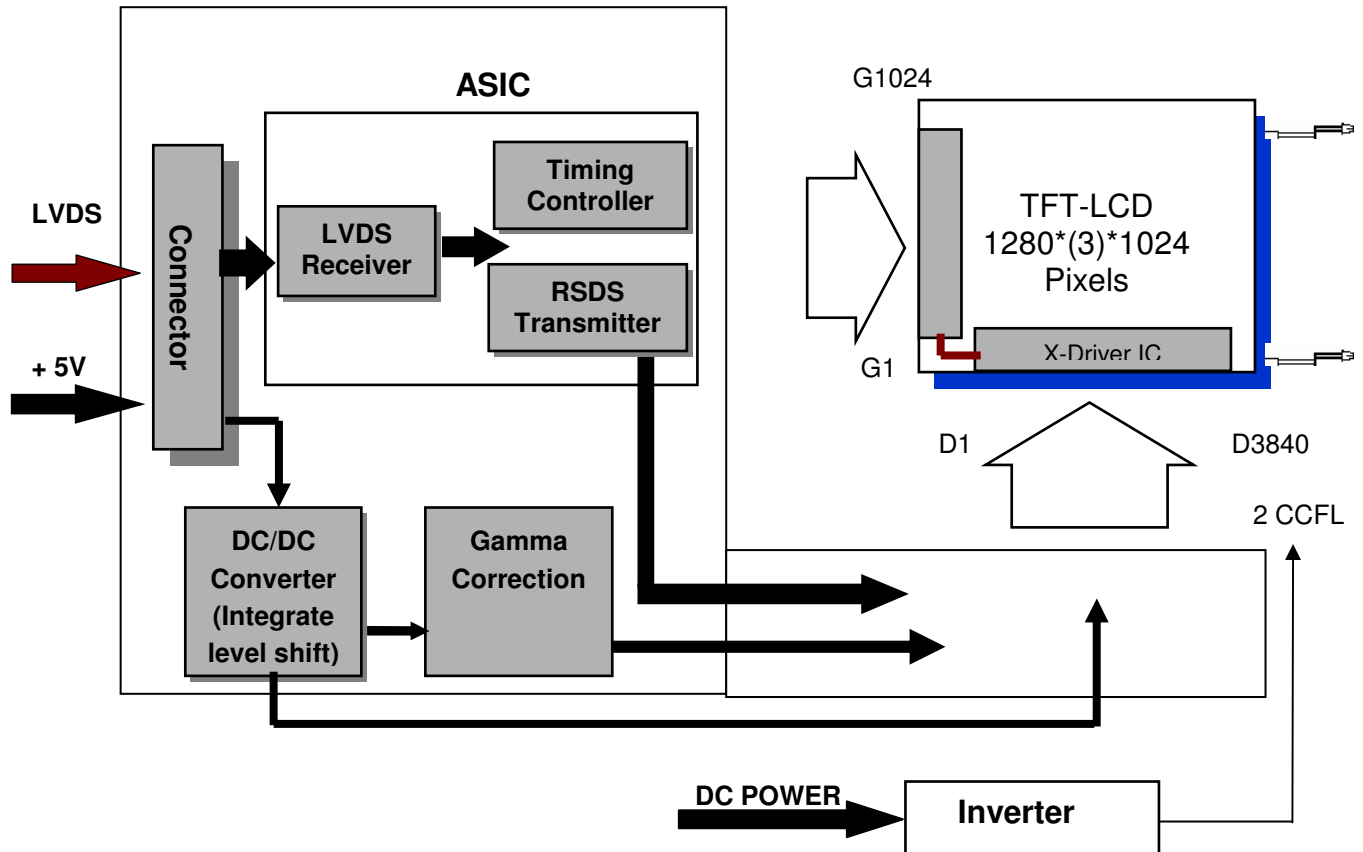 ASIC
G1024
LVDS
+ 5V
Connector
LVDS
Receiver
Timing
Controller
RSDS
Transmitter
TFT-LCD
1280*(3)*1024
Pixels
X-Driver IC
G1
D1
D3840
2 CCFL
DC/DC
Converter
(Integrate
level shift)
Gamma
Correction
DC POWER
Inverter